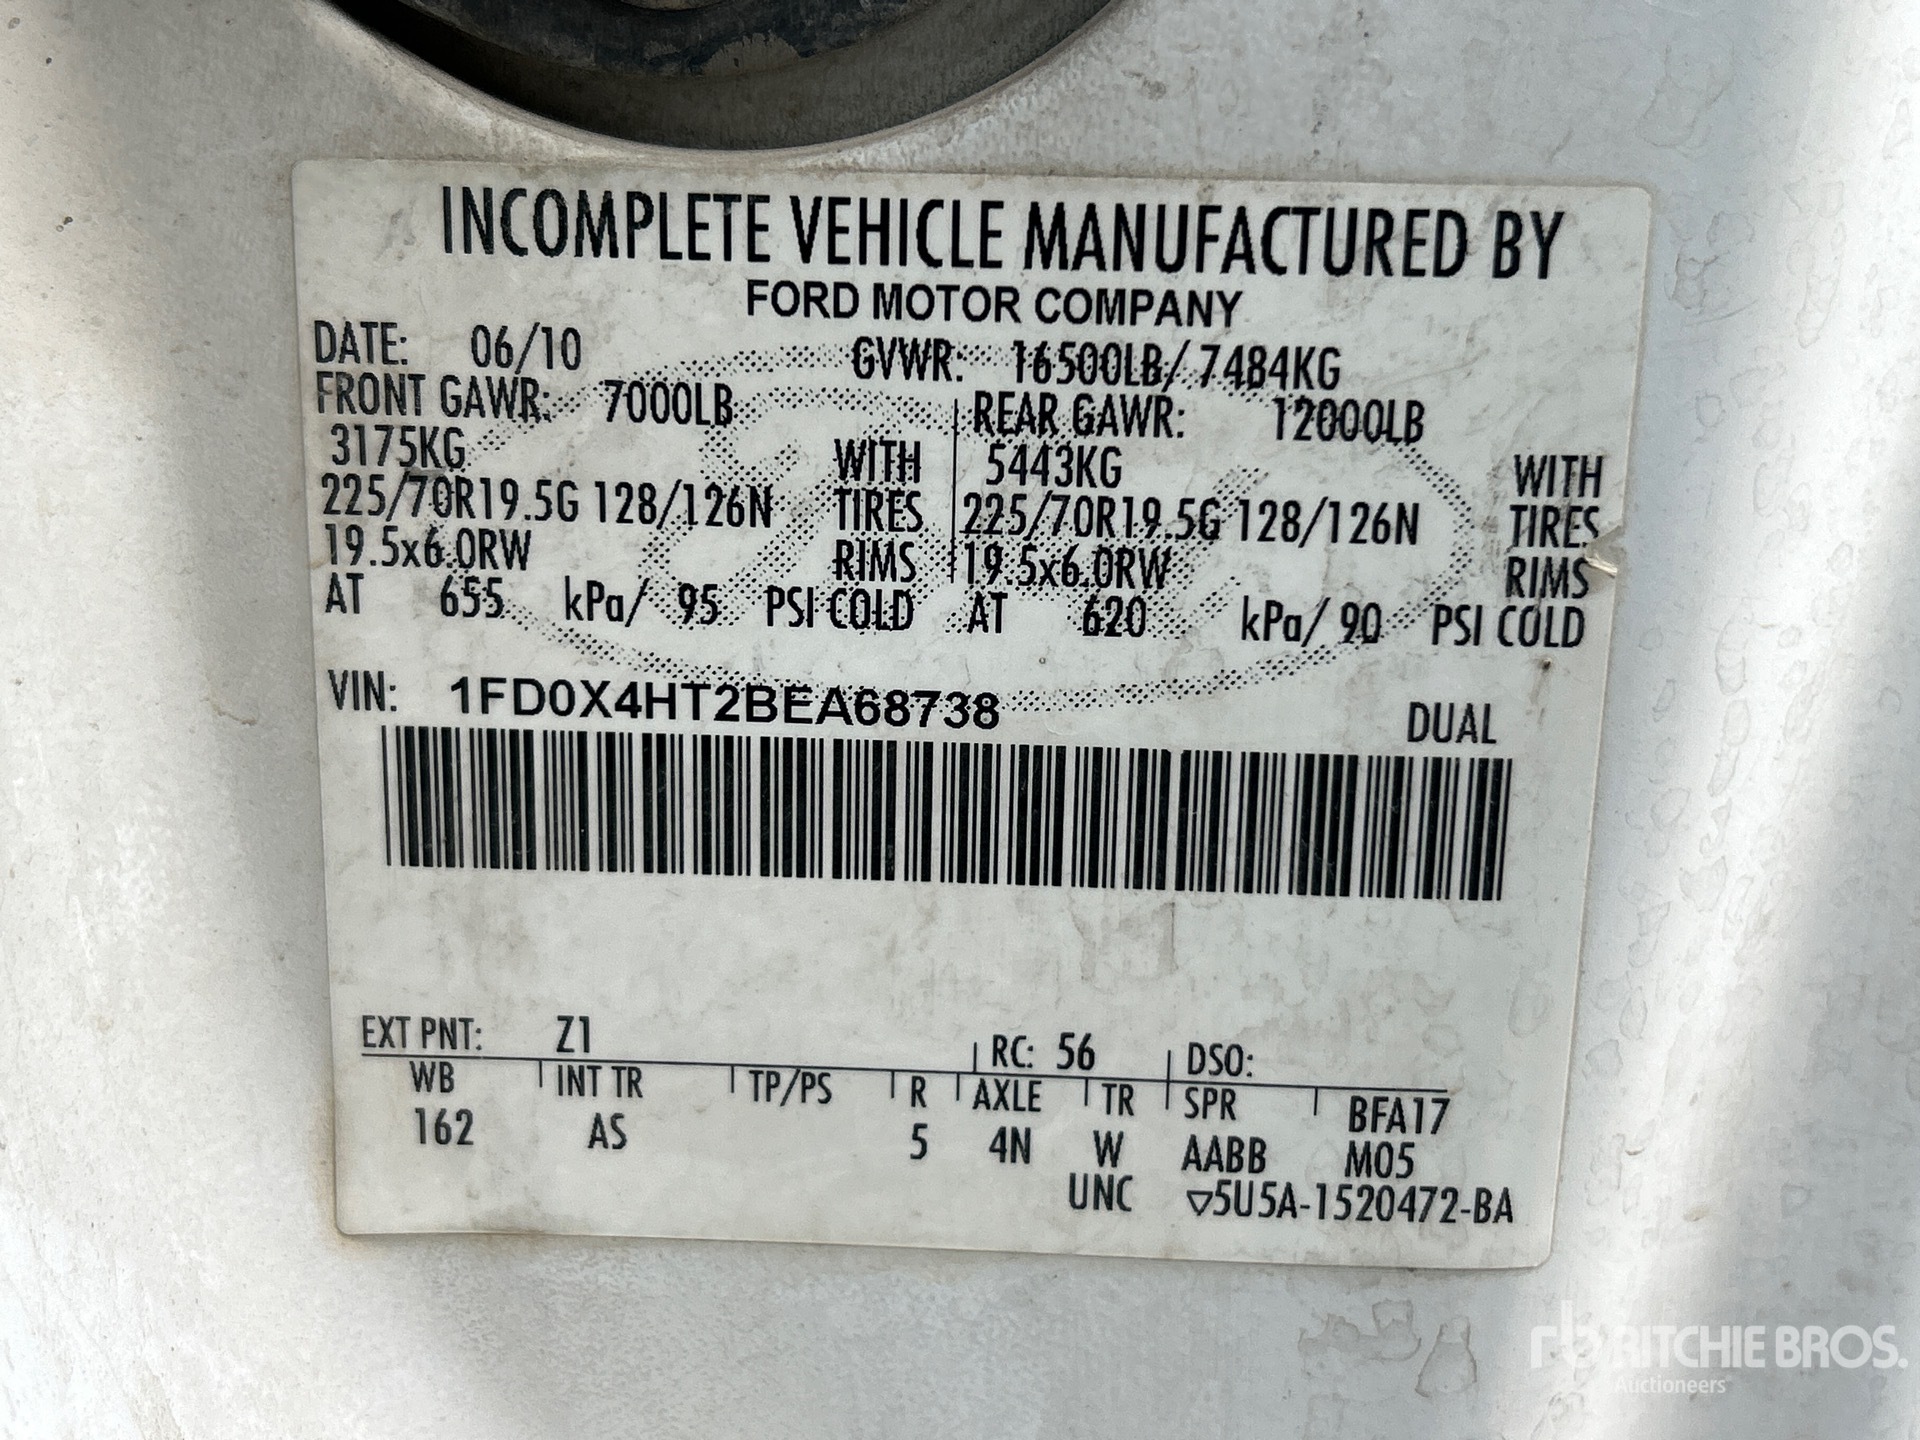 INCOMPLETE VEHICLE MANUFACTURED BY
FORD MOTOR COMPANY
DATE: 06/10 GVWR: 16500LB/ 7484KG
FRONT GAWR: 7000LB REAR GAWR: 12000LB
3175KG WITH 5443KG WITH
225/70R19.5G 128/126N TIRES 225/70R19.5G 128/126N TIRES
19.5x6.0RW RIMS 19.5x6.0RW RIMS
AT 655 kPa/ 95 PSI COLD AT 620 kPa/ 90 PSI COLD
VIN: 1FD0X4HT2BEA68738 DUAL
EXT PNT: Z1 RC: 56 DSO:
WB INT TR TP/PS R AXLE TR SPR BFA17
162 AS 5 4N W AABB M05
UNC ▽5U5A-1520472-BA
rb RITCHIE BROS.
Auctioneers